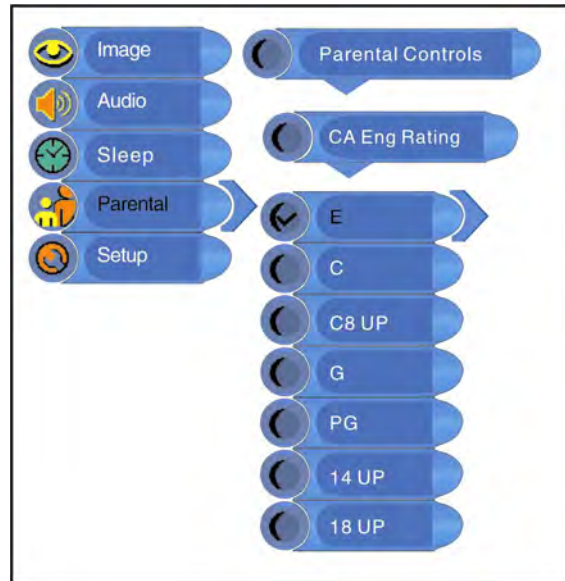 Image
Audio
Sleep
Parental
Setup
Parental Controls
CA Eng Rating
E
C
C8 UP
G
PG
14 UP
18 UP